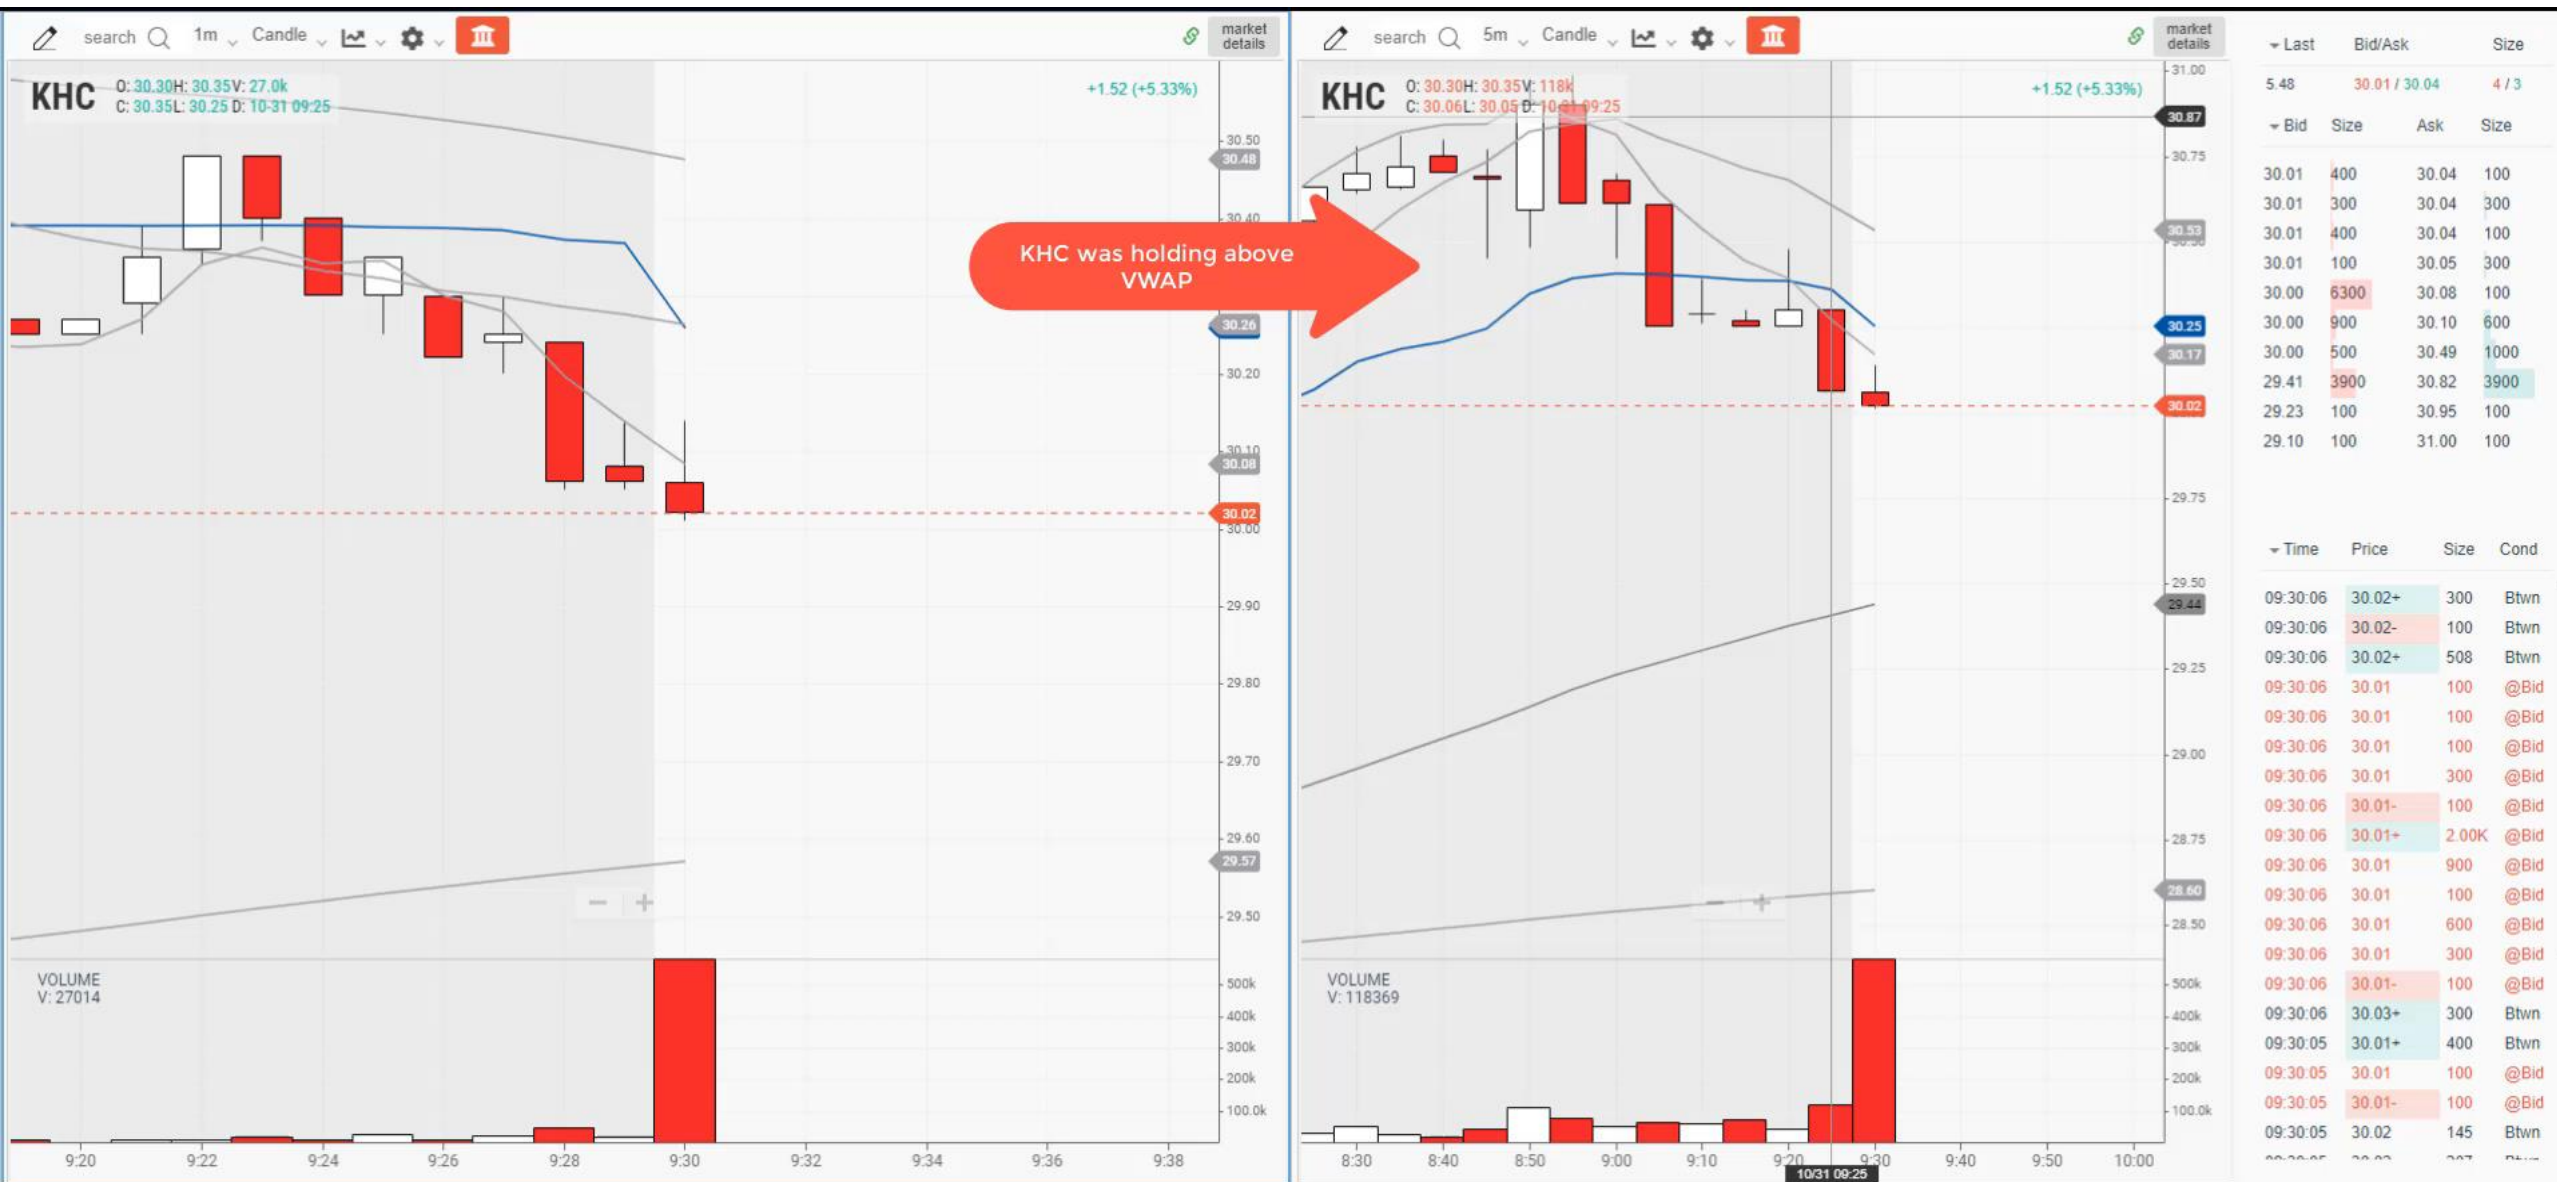 search 1m Candle market details
KHC O: 30.30H: 30.35V: 27.0k
C: 30.35L: 30.25 D: 10-31 09:25
+1.52 (+5.33%)
30.50
30.48
30.40
30.26
30.20
30.10
30.08
30.02
30.00
29.90
29.80
29.70
29.60
29.57
29.50
VOLUME
V: 27014
500k
400k
300k
200k
100.0k
9:20 9:22 9:24 9:26 9:28 9:30 9:32 9:34 9:36 9:38
KHC was holding above
VWAP
search 5m Candle market details
KHC O: 30.30H: 30.35V: 118k
C: 30.06L: 30.05 D: 10-31 09:25
+1.52 (+5.33%)
31.00
30.87
30.75
30.53
30.25
30.17
30.02
29.75
29.50
29.44
29.25
29.00
28.75
28.60
28.50
VOLUME
V: 118369
500k
400k
300k
200k
100.0k
8:30 8:40 8:50 9:00 9:10 9:20 9:30 9:40 9:50 10:00
10/31 09:25
Last Bid/Ask Size
5.48 30.01 / 30.04 4 / 3
Bid Size Ask Size
30.01 400 30.04 100
30.01 300 30.04 300
30.01 400 30.04 100
30.01 100 30.05 300
30.00 6300 30.08 100
30.00 900 30.10 600
30.00 500 30.49 1000
29.41 3900 30.82 3900
29.23 100 30.95 100
29.10 100 31.00 100
Time Price Size Cond
09:30:06 30.02+ 300 Btwn
09:30:06 30.02- 100 Btwn
09:30:06 30.02+ 508 Btwn
09:30:06 30.01 100 @Bid
09:30:06 30.01 100 @Bid
09:30:06 30.01 100 @Bid
09:30:06 30.01 300 @Bid
09:30:06 30.01- 100 @Bid
09:30:06 30.01+ 2.00K @Bid
09:30:06 30.01 900 @Bid
09:30:06 30.01 100 @Bid
09:30:06 30.01 600 @Bid
09:30:06 30.01 300 @Bid
09:30:06 30.01- 100 @Bid
09:30:06 30.03+ 300 Btwn
09:30:05 30.01+ 400 Btwn
09:30:05 30.01 100 @Bid
09:30:05 30.01- 100 @Bid
09:30:05 30.02 145 Btwn